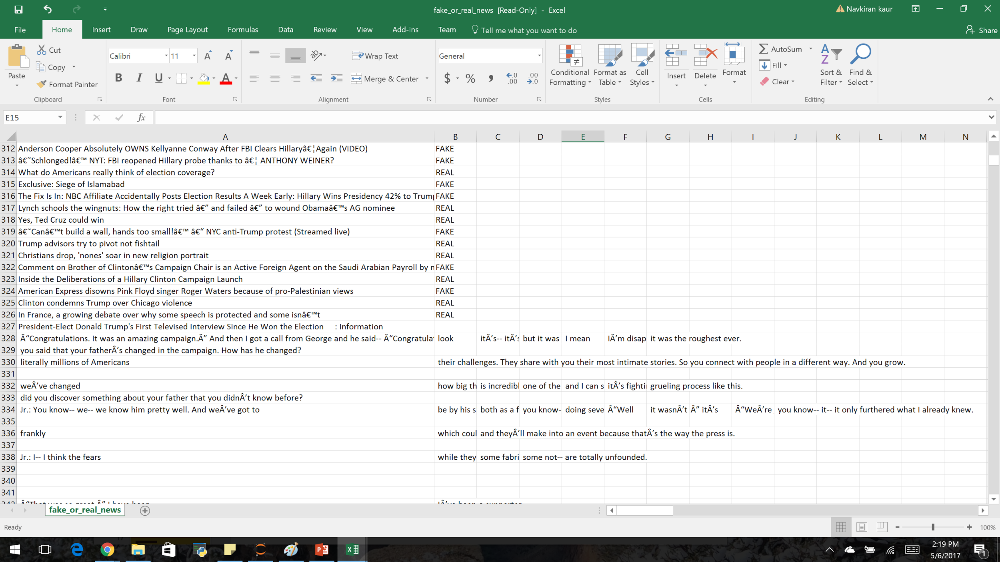 fake_or_real_news [Read-Only] - Excel
Navkiran kaur
File Home Insert Draw Page Layout Formulas Data Review View Add-ins Team Tell me what you want to do Share
Paste
Cut
Copy
Format Painter
Clipboard
Calibri 11
B I U
Font
Wrap Text
Merge & Center
Alignment
General
$ %
Number
Conditional Formatting
Format as Table
Cell Styles
Styles
Insert
Delete
Format
Cells
AutoSum
Fill
Clear
Sort & Filter
Find & Select
Editing
E15 fx
A B C D E F G H I J K L M N
312 Anderson Cooper Absolutely OWNS Kellyanne Conway After FBI Clears Hillaryâ€¦Again (VIDEO) FAKE
313 â€˜Schlonged!â€™ NYT: FBI reopened Hillary probe thanks to â€¦ ANTHONY WEINER? FAKE
314 What do Americans really think of election coverage? REAL
315 Exclusive: Siege of Islamabad FAKE
316 The Fix Is In: NBC Affiliate Accidentally Posts Election Results A Week Early: Hillary Wins Presidency 42% to Trum FAKE
317 Lynch schools the wingnuts: How the right tried â€” and failed â€” to wound Obamaâ€™s AG nominee REAL
318 Yes, Ted Cruz could win REAL
319 â€˜Canâ€™t build a wall, hands too small!â€™ â€“ NYC anti-Trump protest (Streamed live) FAKE
320 Trump advisors try to pivot not fishtail REAL
321 Christians drop, 'nones' soar in new religion portrait REAL
322 Comment on Brother of Clintonâ€™s Campaign Chair is an Active Foreign Agent on the Saudi Arabian Payroll by FAKE
323 Inside the Deliberations of a Hillary Clinton Campaign Launch REAL
324 American Express disowns Pink Floyd singer Roger Waters because of pro-Palestinian views FAKE
325 Clinton condemns Trump over Chicago violence REAL
326 In France, a growing debate over why some speech is protected and some isnâ€™t REAL
327 President-Elect Donald Trump's First Televised Interview Since He Won the Election : Information
328 Â“Congratulations. It was an amazing campaign.Â” And then I got a call from George and he said-- Â“Congratula look itÂ’s-- itÂ’s but it was I mean IÂ’m disap it was the roughest ever.
329 you said that your fatherÂ’s changed in the campaign. How has he changed?
330 literally millions of Americans their challenges. They share with you their most intimate stories. So you connect with people in a different way. And you grow.
331
332 weÂ’ve changed how big th is incredibl one of the and I can s itÂ’s fighti grueling process like this.
333 did you discover something about your father that you didnÂ’t know before?
334 Jr.: You know-- we-- we know him pretty well. And weÂ’ve got to be by his s both as a f you know- doing seve Â“Well it wasnÂ’t Â” itÂ’s Â“WeÂ’re you know-- it-- it only furthered what I already knew.
335
336 frankly which coul and theyÂ’ll make into an event because thatÂ’s the way the press is.
337
338 Jr.: I-- I think the fears while they some fabri some not-- are totally unfounded.
339
340
341
fake_or_real_news
Ready
100%
2:19 PM
5/6/2017
1